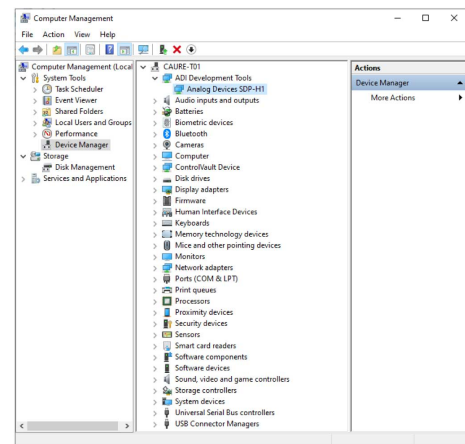 Computer Management
File Action View Help
Computer Management (Local
System Tools
Task Scheduler
Event Viewer
Shared Folders
Local Users and Groups
Performance
Device Manager
Storage
Disk Management
Services and Applications
CAURE-T01
ADI Development Tools
Analog Devices SDP-H1
Audio inputs and outputs
Batteries
Biometric devices
Bluetooth
Cameras
Computer
ControlVault Device
Disk drives
Display adapters
Firmware
Human Interface Devices
Keyboards
Memory technology devices
Mice and other pointing devices
Monitors
Network adapters
Ports (COM & LPT)
Print queues
Processors
Proximity devices
Security devices
Sensors
Smart card readers
Software components
Software devices
Sound, video and game controllers
Storage controllers
System devices
Universal Serial Bus controllers
USB Connector Managers
Actions
Device Manager
More Actions